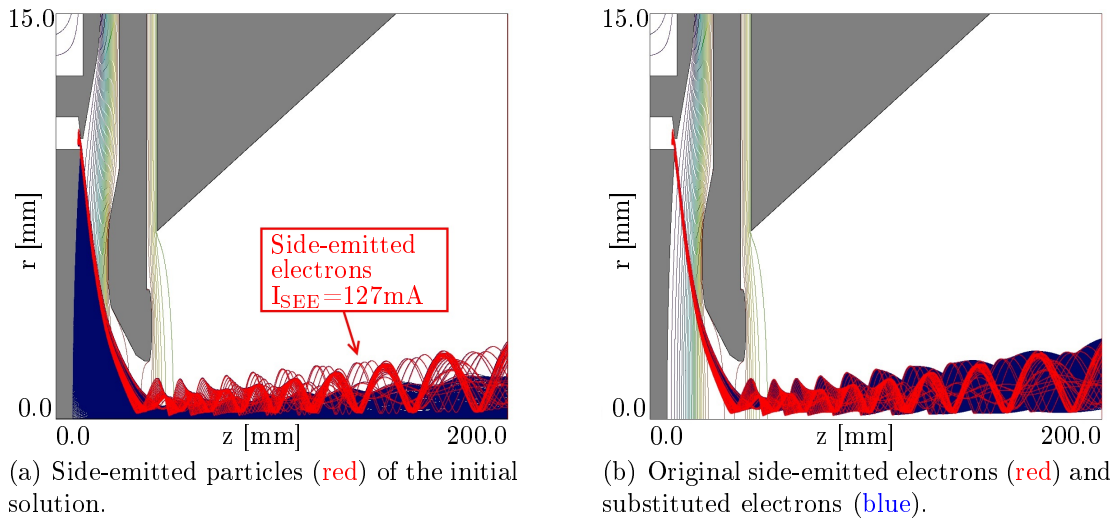 15.0
r [mm]
Side-emitted
electrons
I_SEE=127mA
0.0
0.0 z [mm] 200.0
(a) Side-emitted particles (red) of the initial
solution.
15.0
r [mm]
0.0
0.0 z [mm] 200.0
(b) Original side-emitted electrons (red) and
substituted electrons (blue).